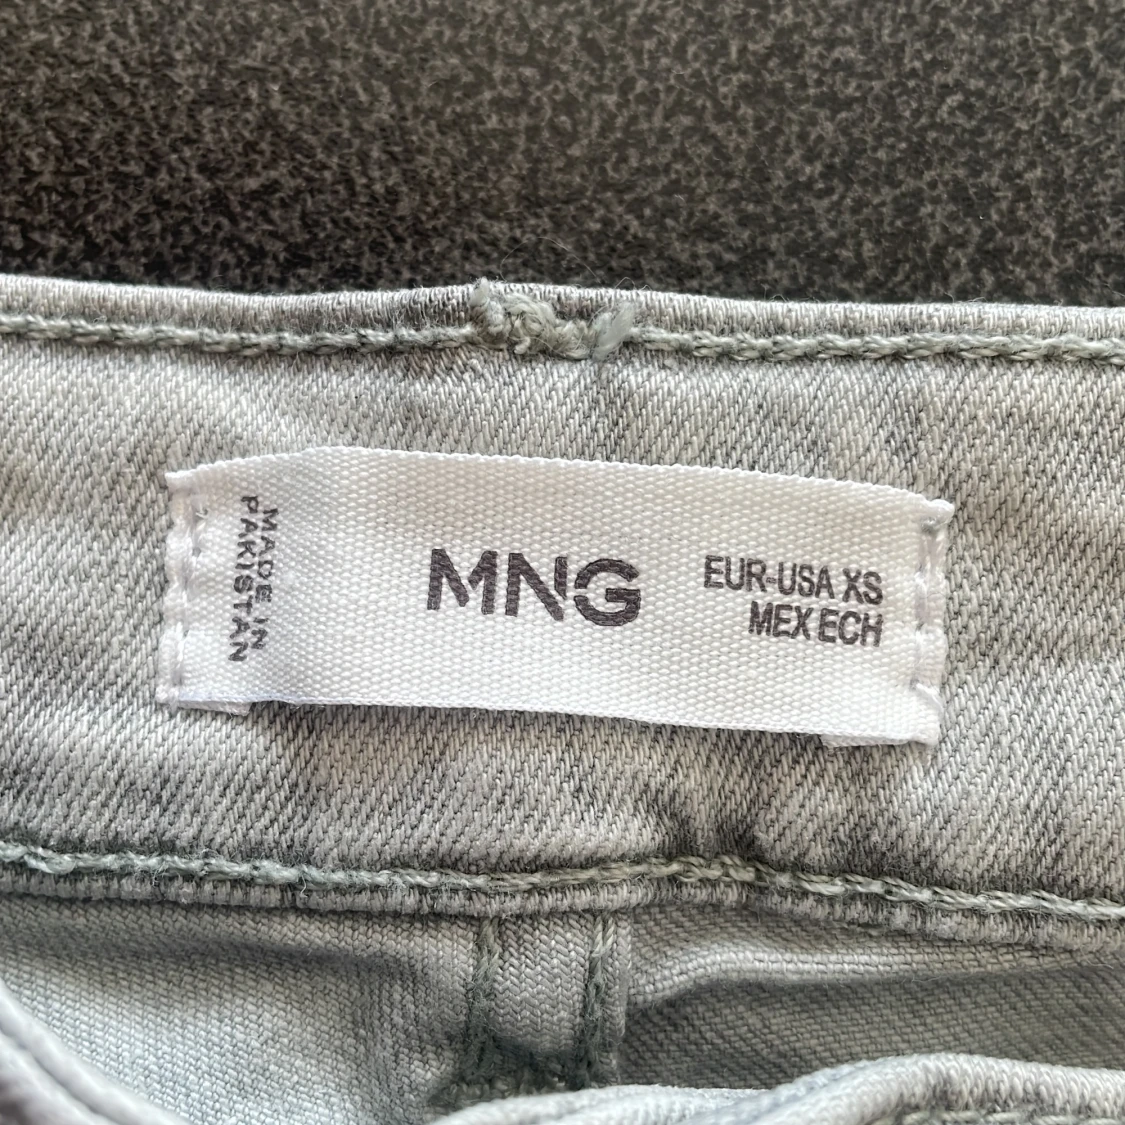 MADE IN
PAKISTAN
MNG
EUR-USA XS
MEX ECH